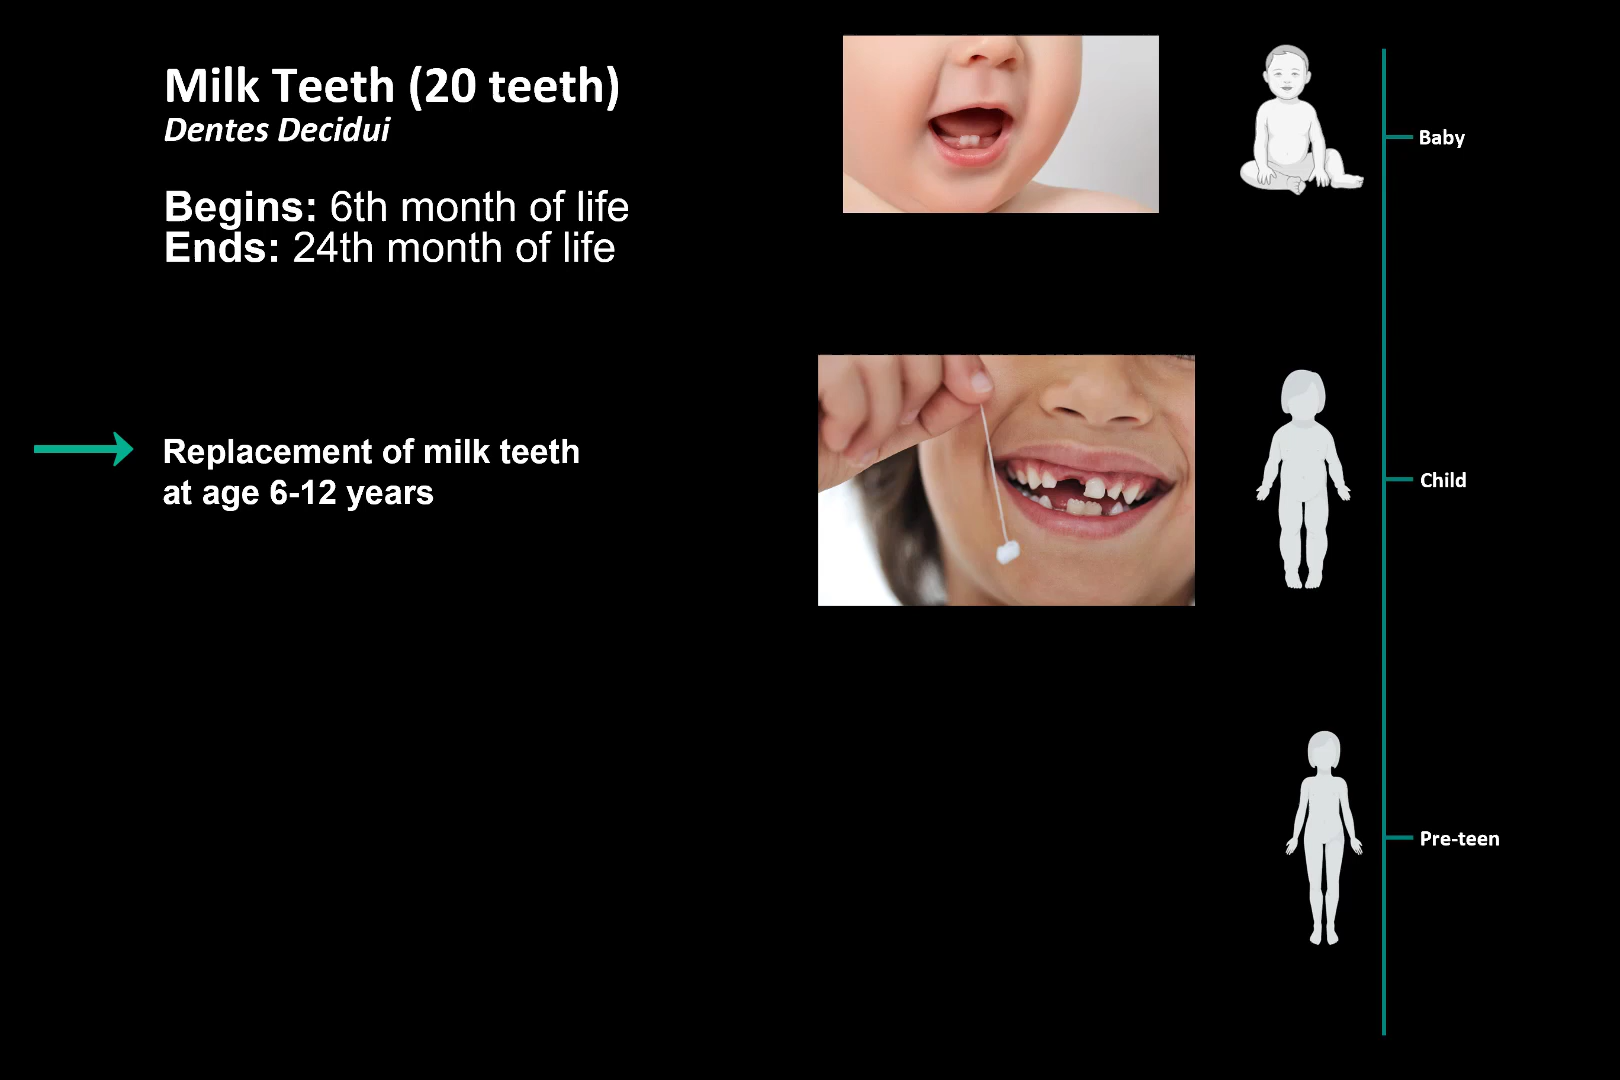 Milk Teeth (20 teeth)
Dentes Decidui
Begins: 6th month of life
Ends: 24th month of life
Baby
Replacement of milk teeth
at age 6-12 years
Child
Pre-teen